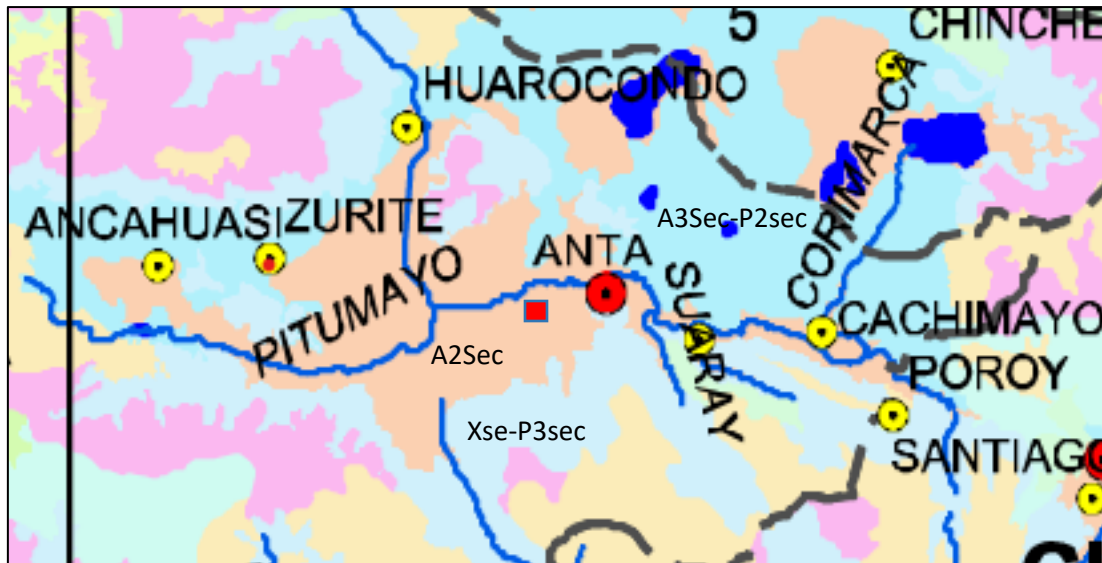 5
CHINCHE
HUAROCONDO
CORIMARCA
ANCAHUASI
ZURITE
A3Sec-P2sec
ANTA
PITUMAYO
SUARAY
CACHIMAYO
A2Sec
POROY
Xse-P3sec
SANTIAGO